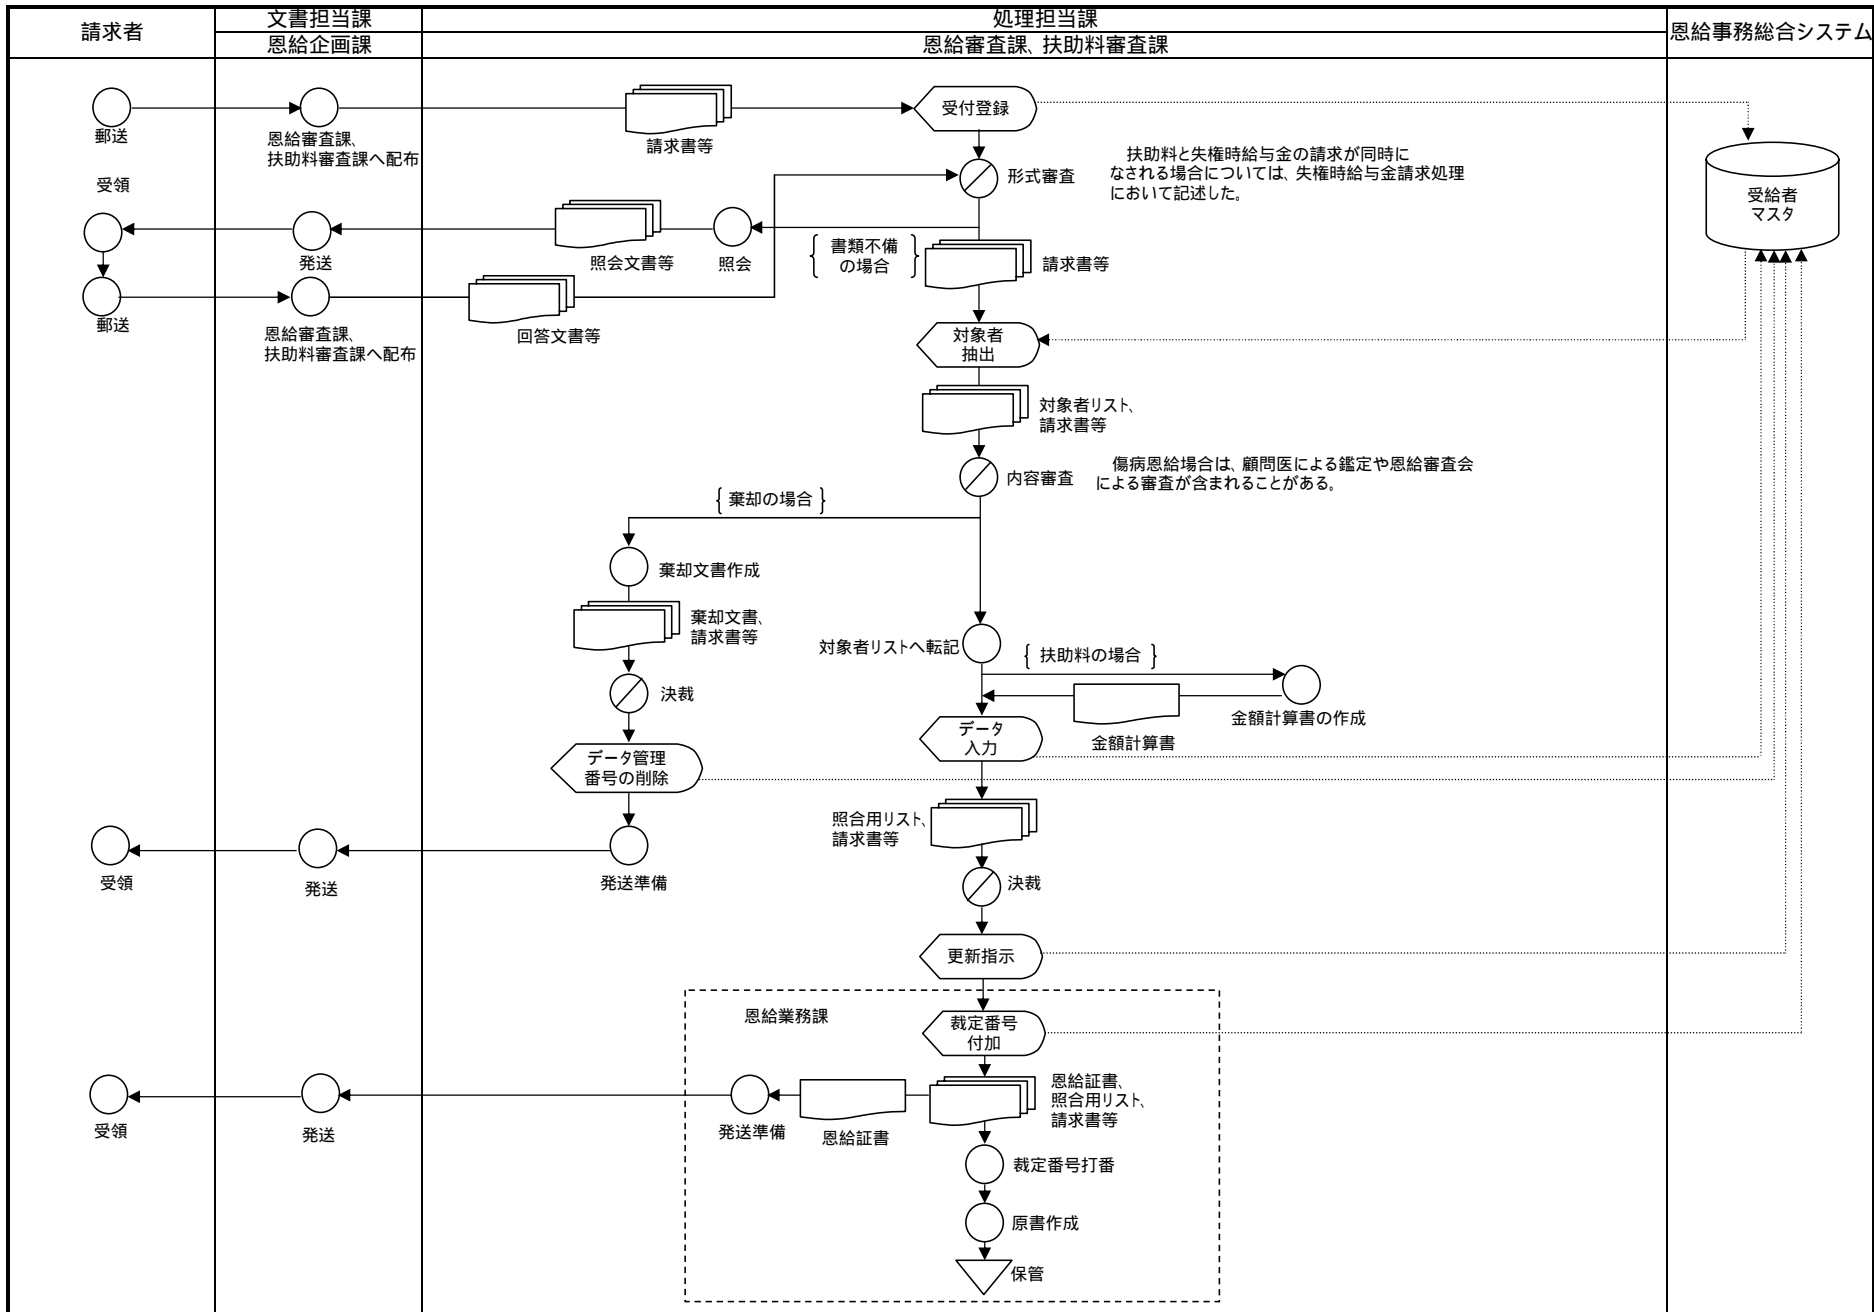 請求者
文書担当課
恩給企画課
処理担当課
恩給審査課、扶助料審査課
恩給事務総合システム
郵送
恩給審査課、
扶助料審査課へ配布
請求書等
受付登録
形式審査
扶助料と失権時給与金の請求が同時に
なされる場合については、失権時給与金請求処理
において記述した。
受給者
マスタ
受領
発送
照会文書等
照会
書類不備
の場合
請求書等
郵送
恩給審査課、
扶助料審査課へ配布
回答文書等
対象者
抽出
対象者リスト、
請求書等
内容審査
傷病恩給場合は、顧問医による鑑定や恩給審査会
による審査が含まれることがある。
棄却の場合
棄却文書作成
棄却文書、
請求書等
決裁
データ管理
番号の削除
発送準備
発送
受領
対象者リストへ転記
扶助料の場合
金額計算書の作成
金額計算書
データ
入力
照合用リスト、
請求書等
決裁
更新指示
恩給業務課
裁定番号
付加
恩給証書、
照合用リスト、
請求書等
恩給証書
発送準備
発送
受領
裁定番号打番
原書作成
保管